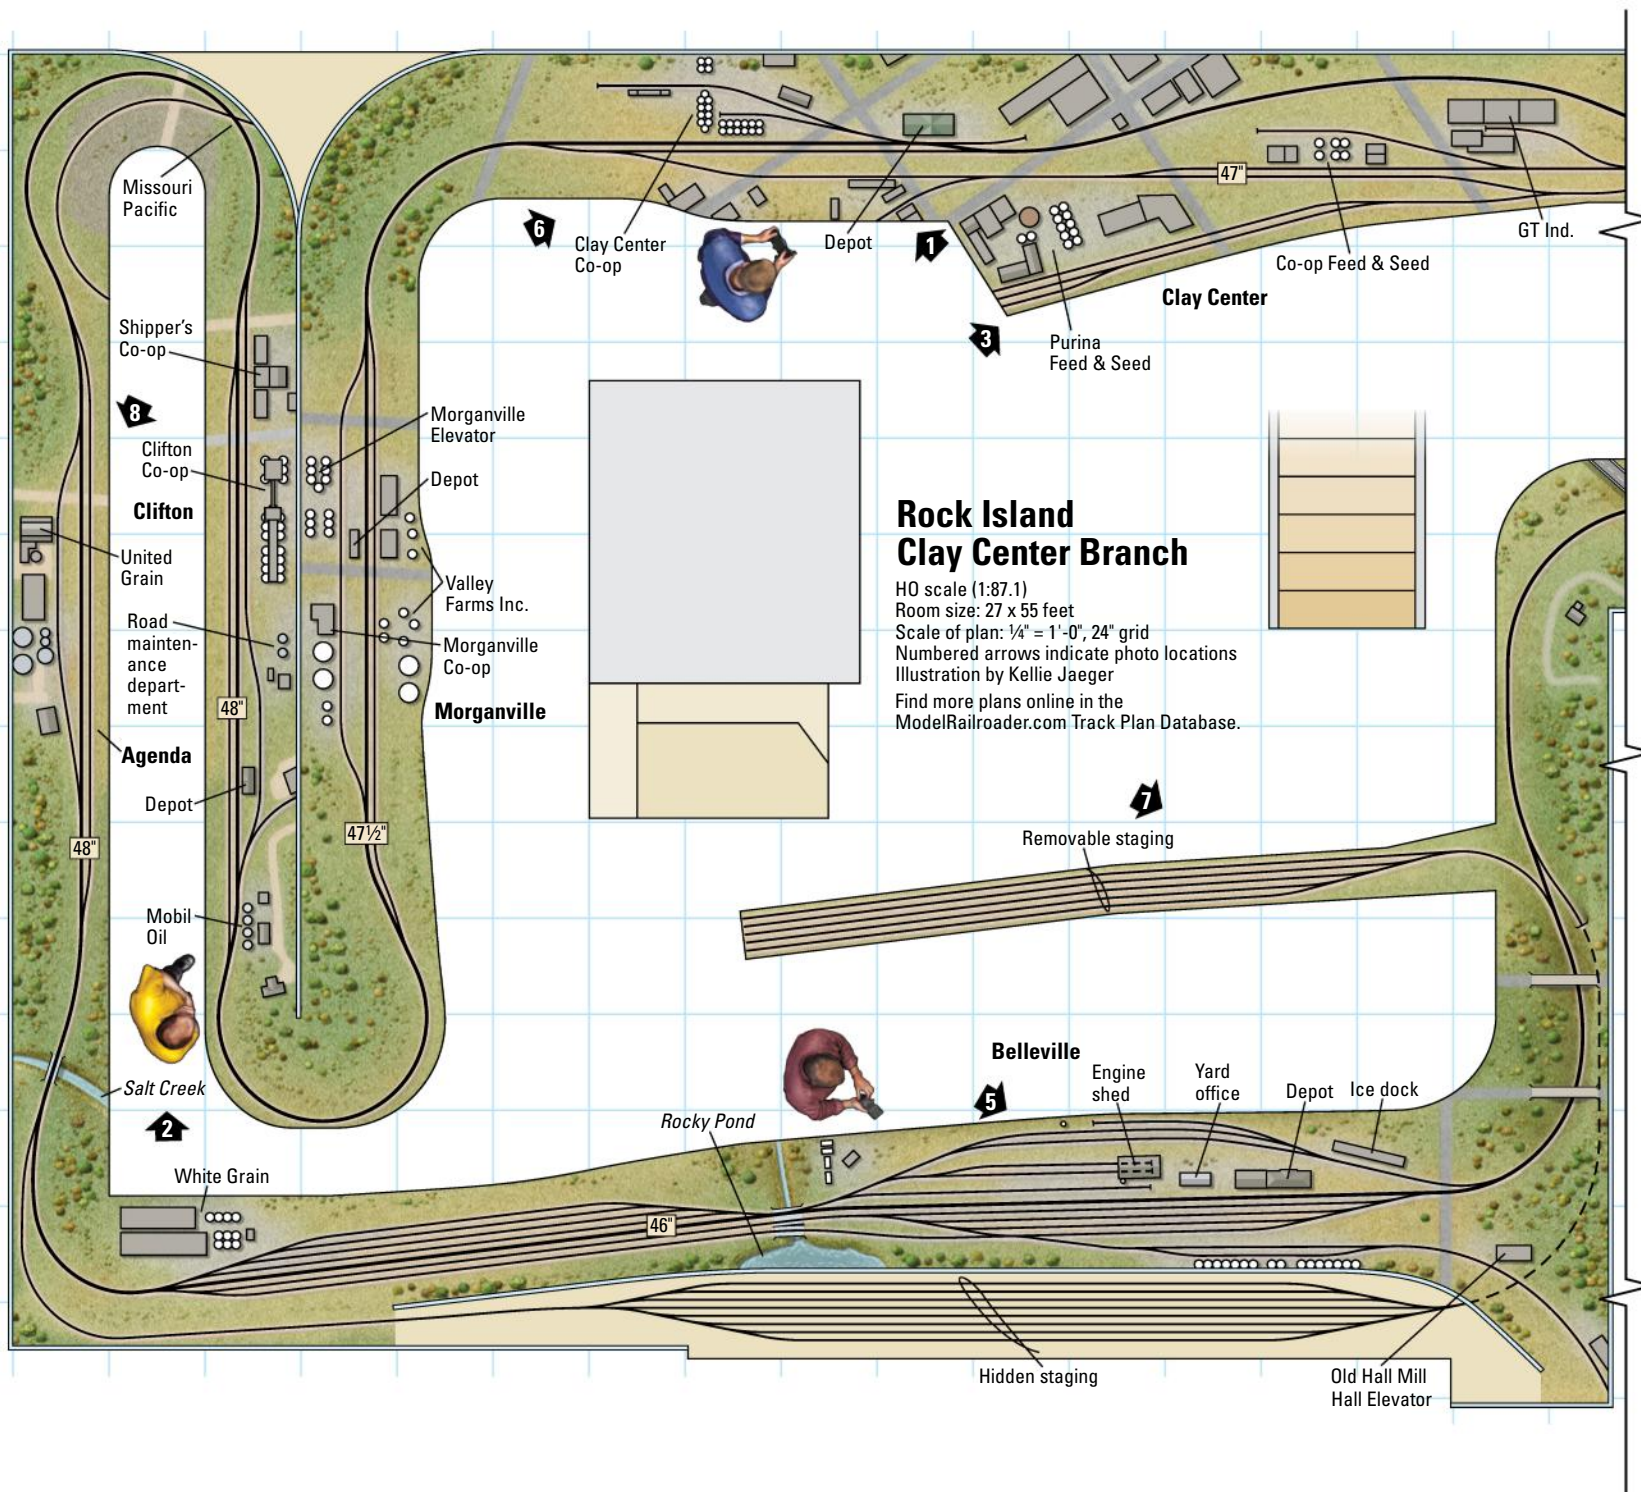 Missouri
Pacific
6
Clay Center
Co-op
Depot
1
47"
GT Ind.
Co-op Feed & Seed
Clay Center
3
Purina
Feed & Seed
Shipper's
Co-op
8
Morganville
Elevator
Clifton
Co-op
Depot
Clifton
United
Grain
Valley
Farms Inc.
Road
mainten-
ance
depart-
ment
Morganville
Co-op
48"
Morganville
Agenda
Depot
47½"
48"
Mobil
Oil
Rock Island
Clay Center Branch
HO scale (1:87.1)
Room size: 27 x 55 feet
Scale of plan: ¼" = 1'-0", 24" grid
Numbered arrows indicate photo locations
Illustration by Kellie Jaeger
Find more plans online in the
ModelRailroader.com Track Plan Database.
7
Removable staging
Salt Creek
2
White Grain
Rocky Pond
Belleville
5
Engine
shed
Yard
office
Depot
Ice dock
46"
Hidden staging
Old Hall Mill
Hall Elevator